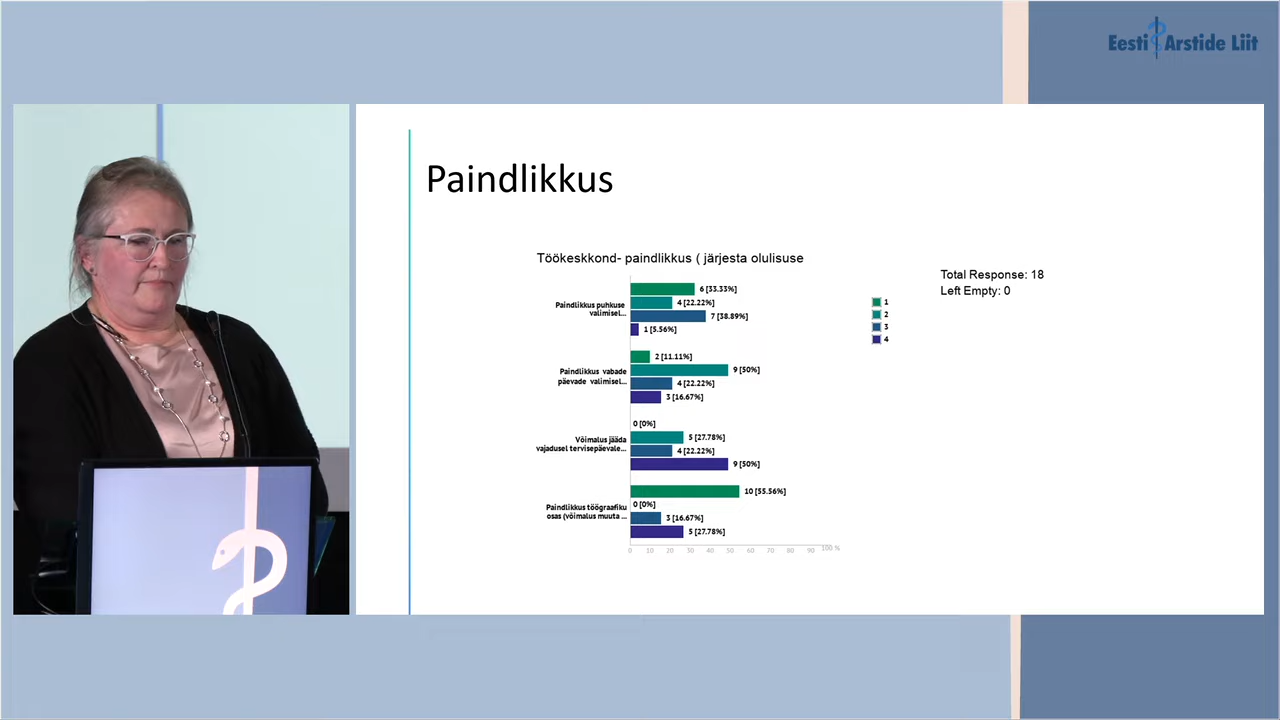 Eesti Arstide Liit
Paindlikkus
Töökeskkond- paindlikkus ( järjesta olulisuse
Total Response: 18
Left Empty: 0
Paindlikkus puhkuse
valimisel...
6 [33.33%]
4 [22.22%]
7 [38.89%]
1 [5.56%]
1
2
3
4
Paindlikkus vabade
päevade valimisel...
2 [11.11%]
9 [50%]
4 [22.22%]
3 [16.67%]
Võimalus jääda
vajadusel tervisepäevale...
0 [0%]
5 [27.78%]
4 [22.22%]
9 [50%]
Paindlikkus töögraafiku
osas (võimalus muuta ...
10 [55.56%]
0 [0%]
3 [16.67%]
5 [27.78%]
0 10 20 30 40 50 60 70 80 90 100 %